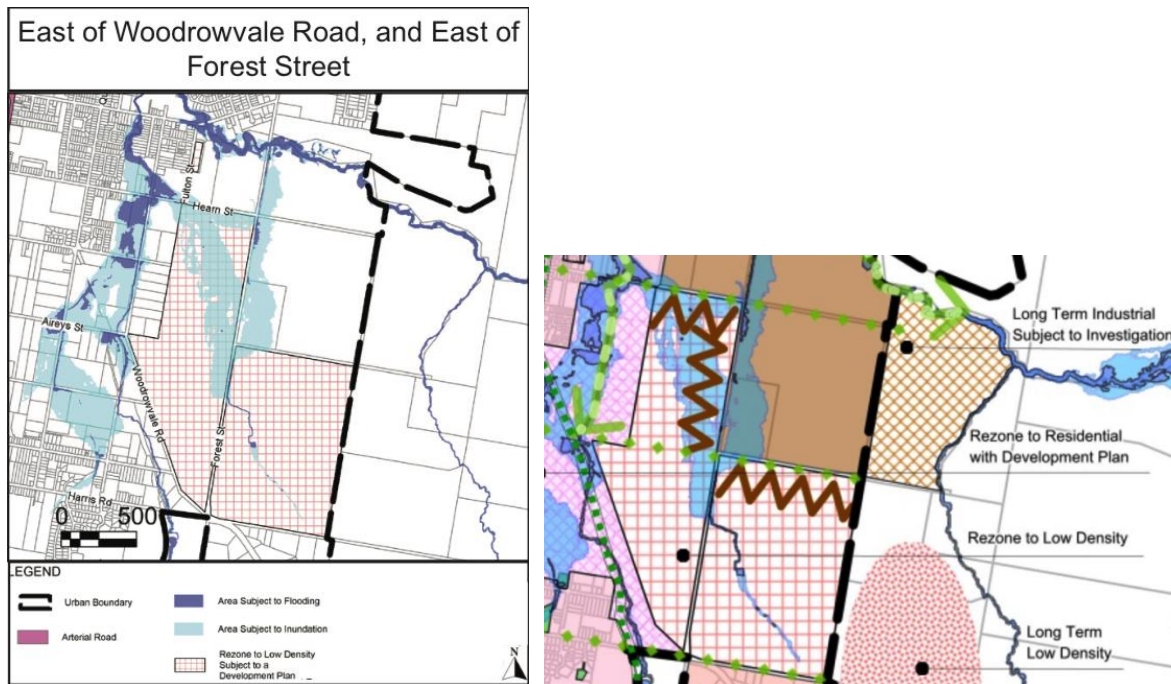 East of Woodrowvale Road, and East of
Forest Street
Fulton St
Hearn St
Aireys St
Woodrowvale Rd
Forest St
Harris Rd
0 500
LEGEND
Urban Boundary
Arterial Road
Area Subject to Flooding
Area Subject to Inundation
Rezone to Low Density
Subject to a
Development Plan
N
Long Term Industrial
Subject to Investigation
Rezone to Residential
with Development Plan
Rezone to Low Density
Long Term
Low Density